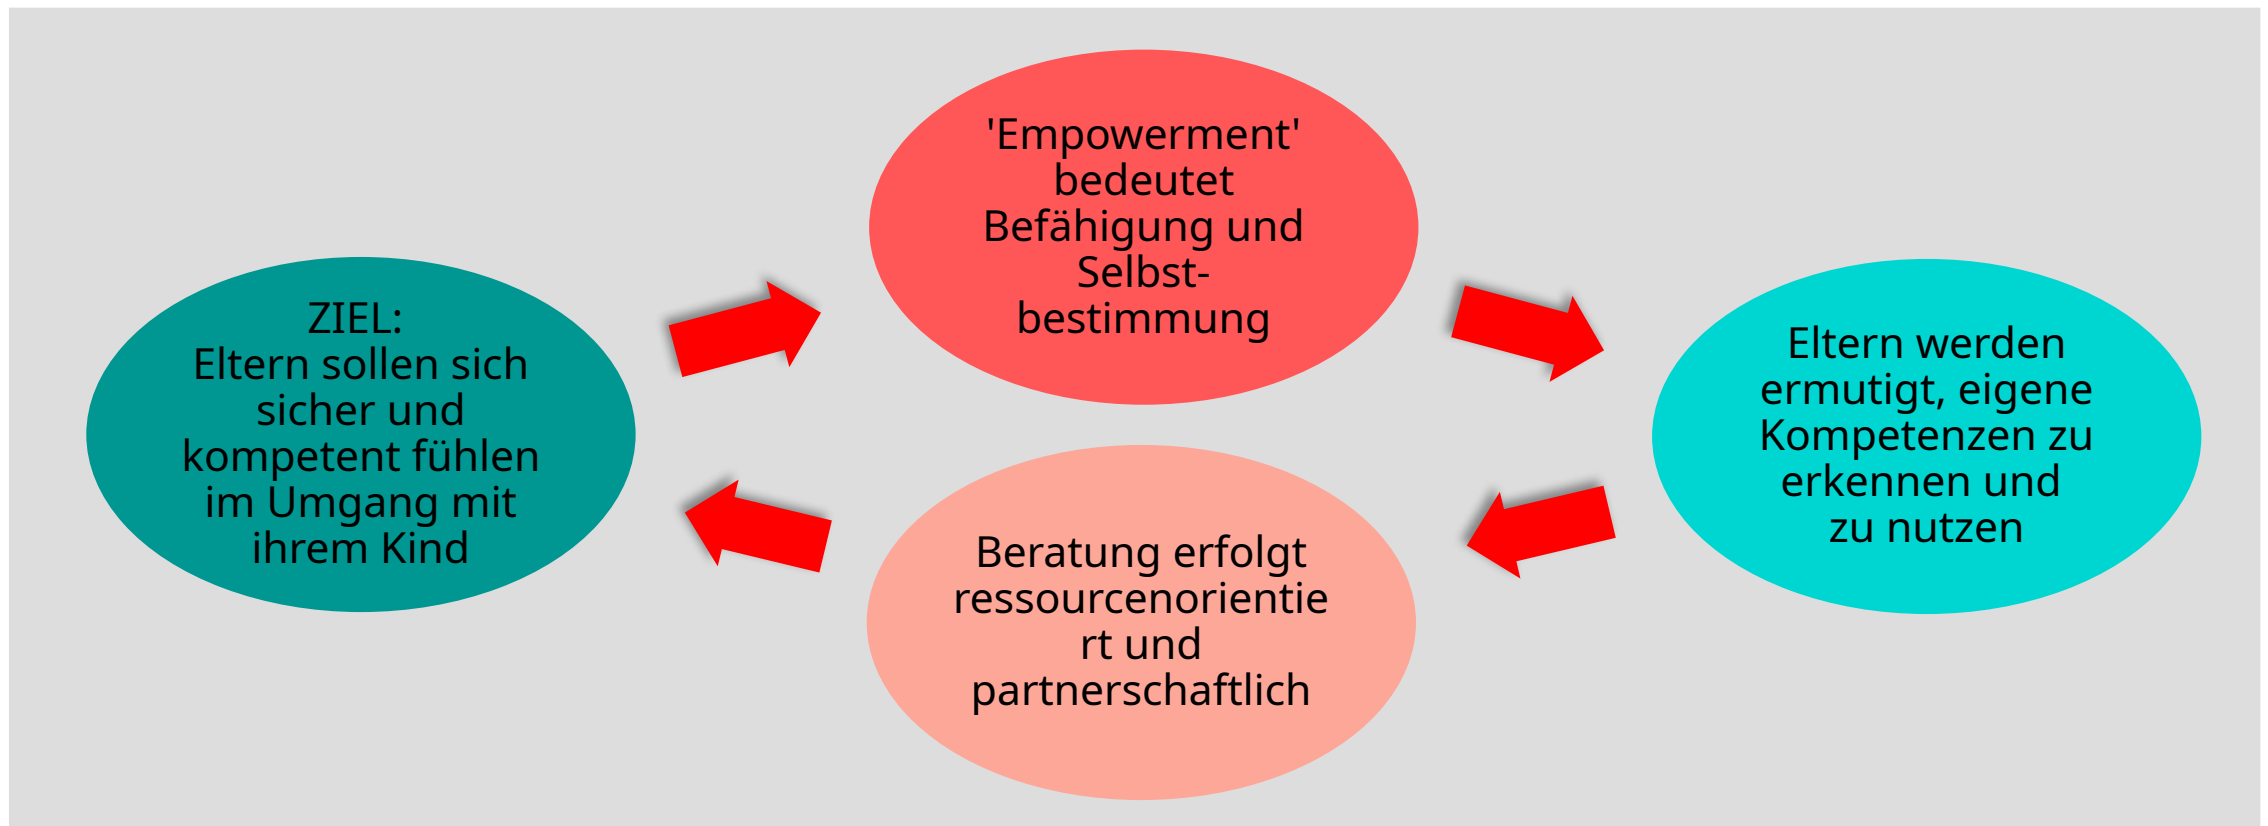 'Empowerment'
bedeutet
Befähigung und
Selbst-
bestimmung
ZIEL:
Eltern sollen sich
sicher und
kompetent fühlen
im Umgang mit
ihrem Kind
Eltern werden
ermutigt, eigene
Kompetenzen zu
erkennen und
zu nutzen
Beratung erfolgt
ressourcenorientie
rt und
partnerschaftlich